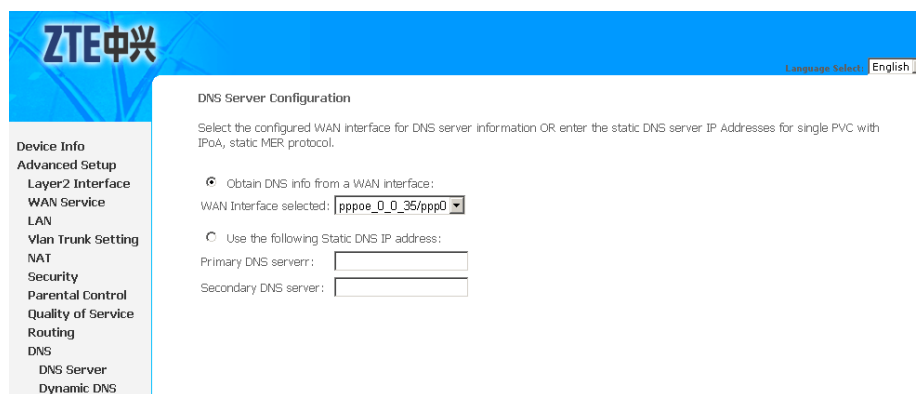 ZTE中兴
Language Select: English
DNS Server Configuration
Select the configured WAN interface for DNS server information OR enter the static DNS server IP Addresses for single PVC with
IPoA, static MER protocol.
Obtain DNS info from a WAN interface:
WAN Interface selected: pppoe_0_0_35/ppp0
Use the following Static DNS IP address:
Primary DNS serverr:
Secondary DNS server:
Device Info
Advanced Setup
Layer2 Interface
WAN Service
LAN
Vlan Trunk Setting
NAT
Security
Parental Control
Quality of Service
Routing
DNS
DNS Server
Dynamic DNS